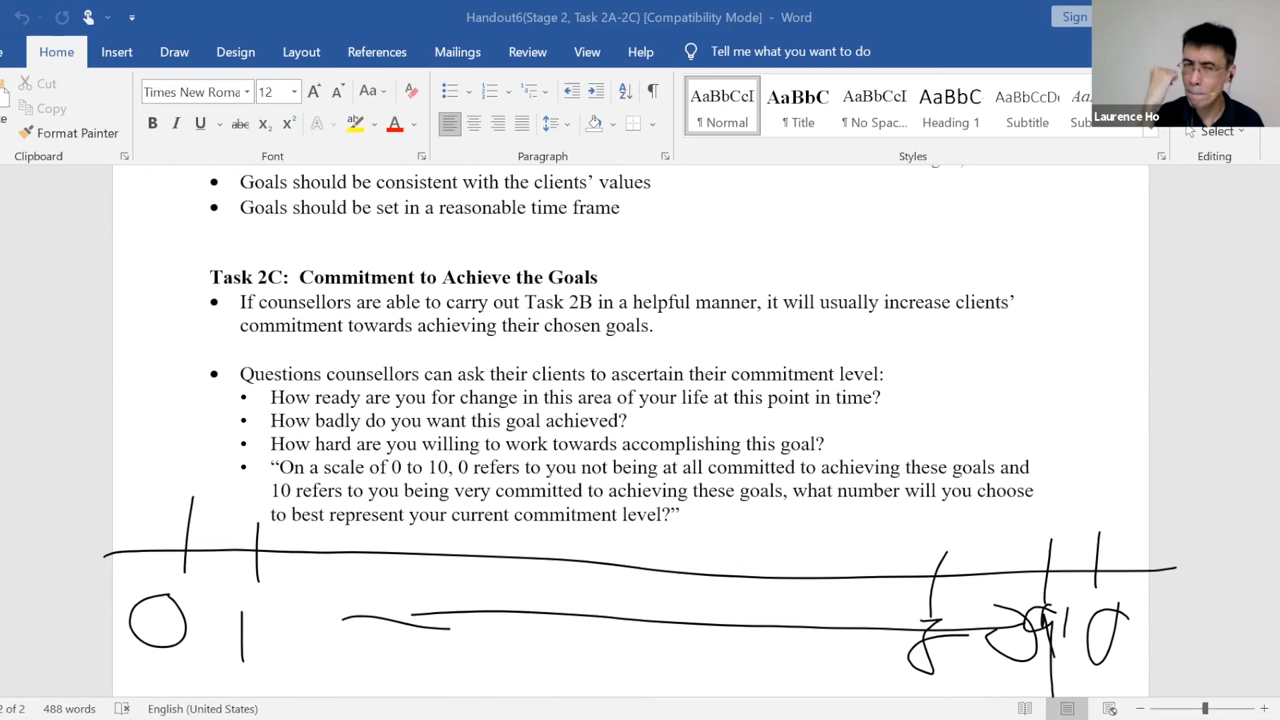 Handout6(Stage 2, Task 2A-2C) [Compatibility Mode] - Word
Sign
Home Insert Draw Design Layout References Mailings Review View Help Tell me what you want to do
Cut
Copy
Format Painter
Clipboard
Times New Roma 12
Font
Paragraph
AaBbCcI
¶ Normal
AaBbC
¶ Title
AaBbCcI
¶ No Spac...
AaBbC
Heading 1
AaBbCcD
Subtitle
Styles
Laurence Ho
Select
Editing
• Goals should be consistent with the clients’ values
• Goals should be set in a reasonable time frame
Task 2C: Commitment to Achieve the Goals
• If counsellors are able to carry out Task 2B in a helpful manner, it will usually increase clients’
commitment towards achieving their chosen goals.
• Questions counsellors can ask their clients to ascertain their commitment level:
• How ready are you for change in this area of your life at this point in time?
• How badly do you want this goal achieved?
• How hard are you willing to work towards accomplishing this goal?
• “On a scale of 0 to 10, 0 refers to you not being at all committed to achieving these goals and
10 refers to you being very committed to achieving these goals, what number will you choose
to best represent your current commitment level?”
0 1 8 9 10
2 of 2 488 words English (United States)